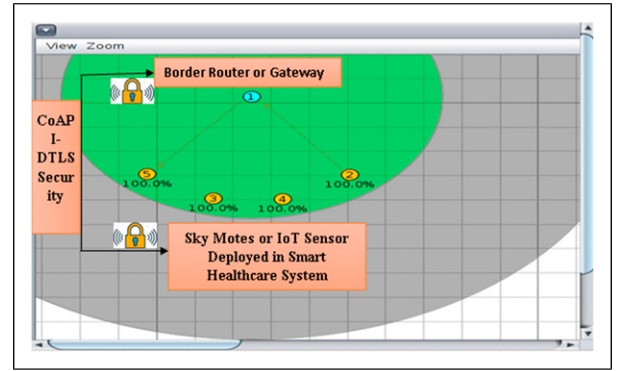 View Zoom
Border Router or Gateway
1
CoAP
I-
DTLS
Secur
ity
5
100.0%
2
100.0%
3
100.0%
4
100.0%
Sky Motes or IoT Sensor
Deployed in Smart
Healthcare System